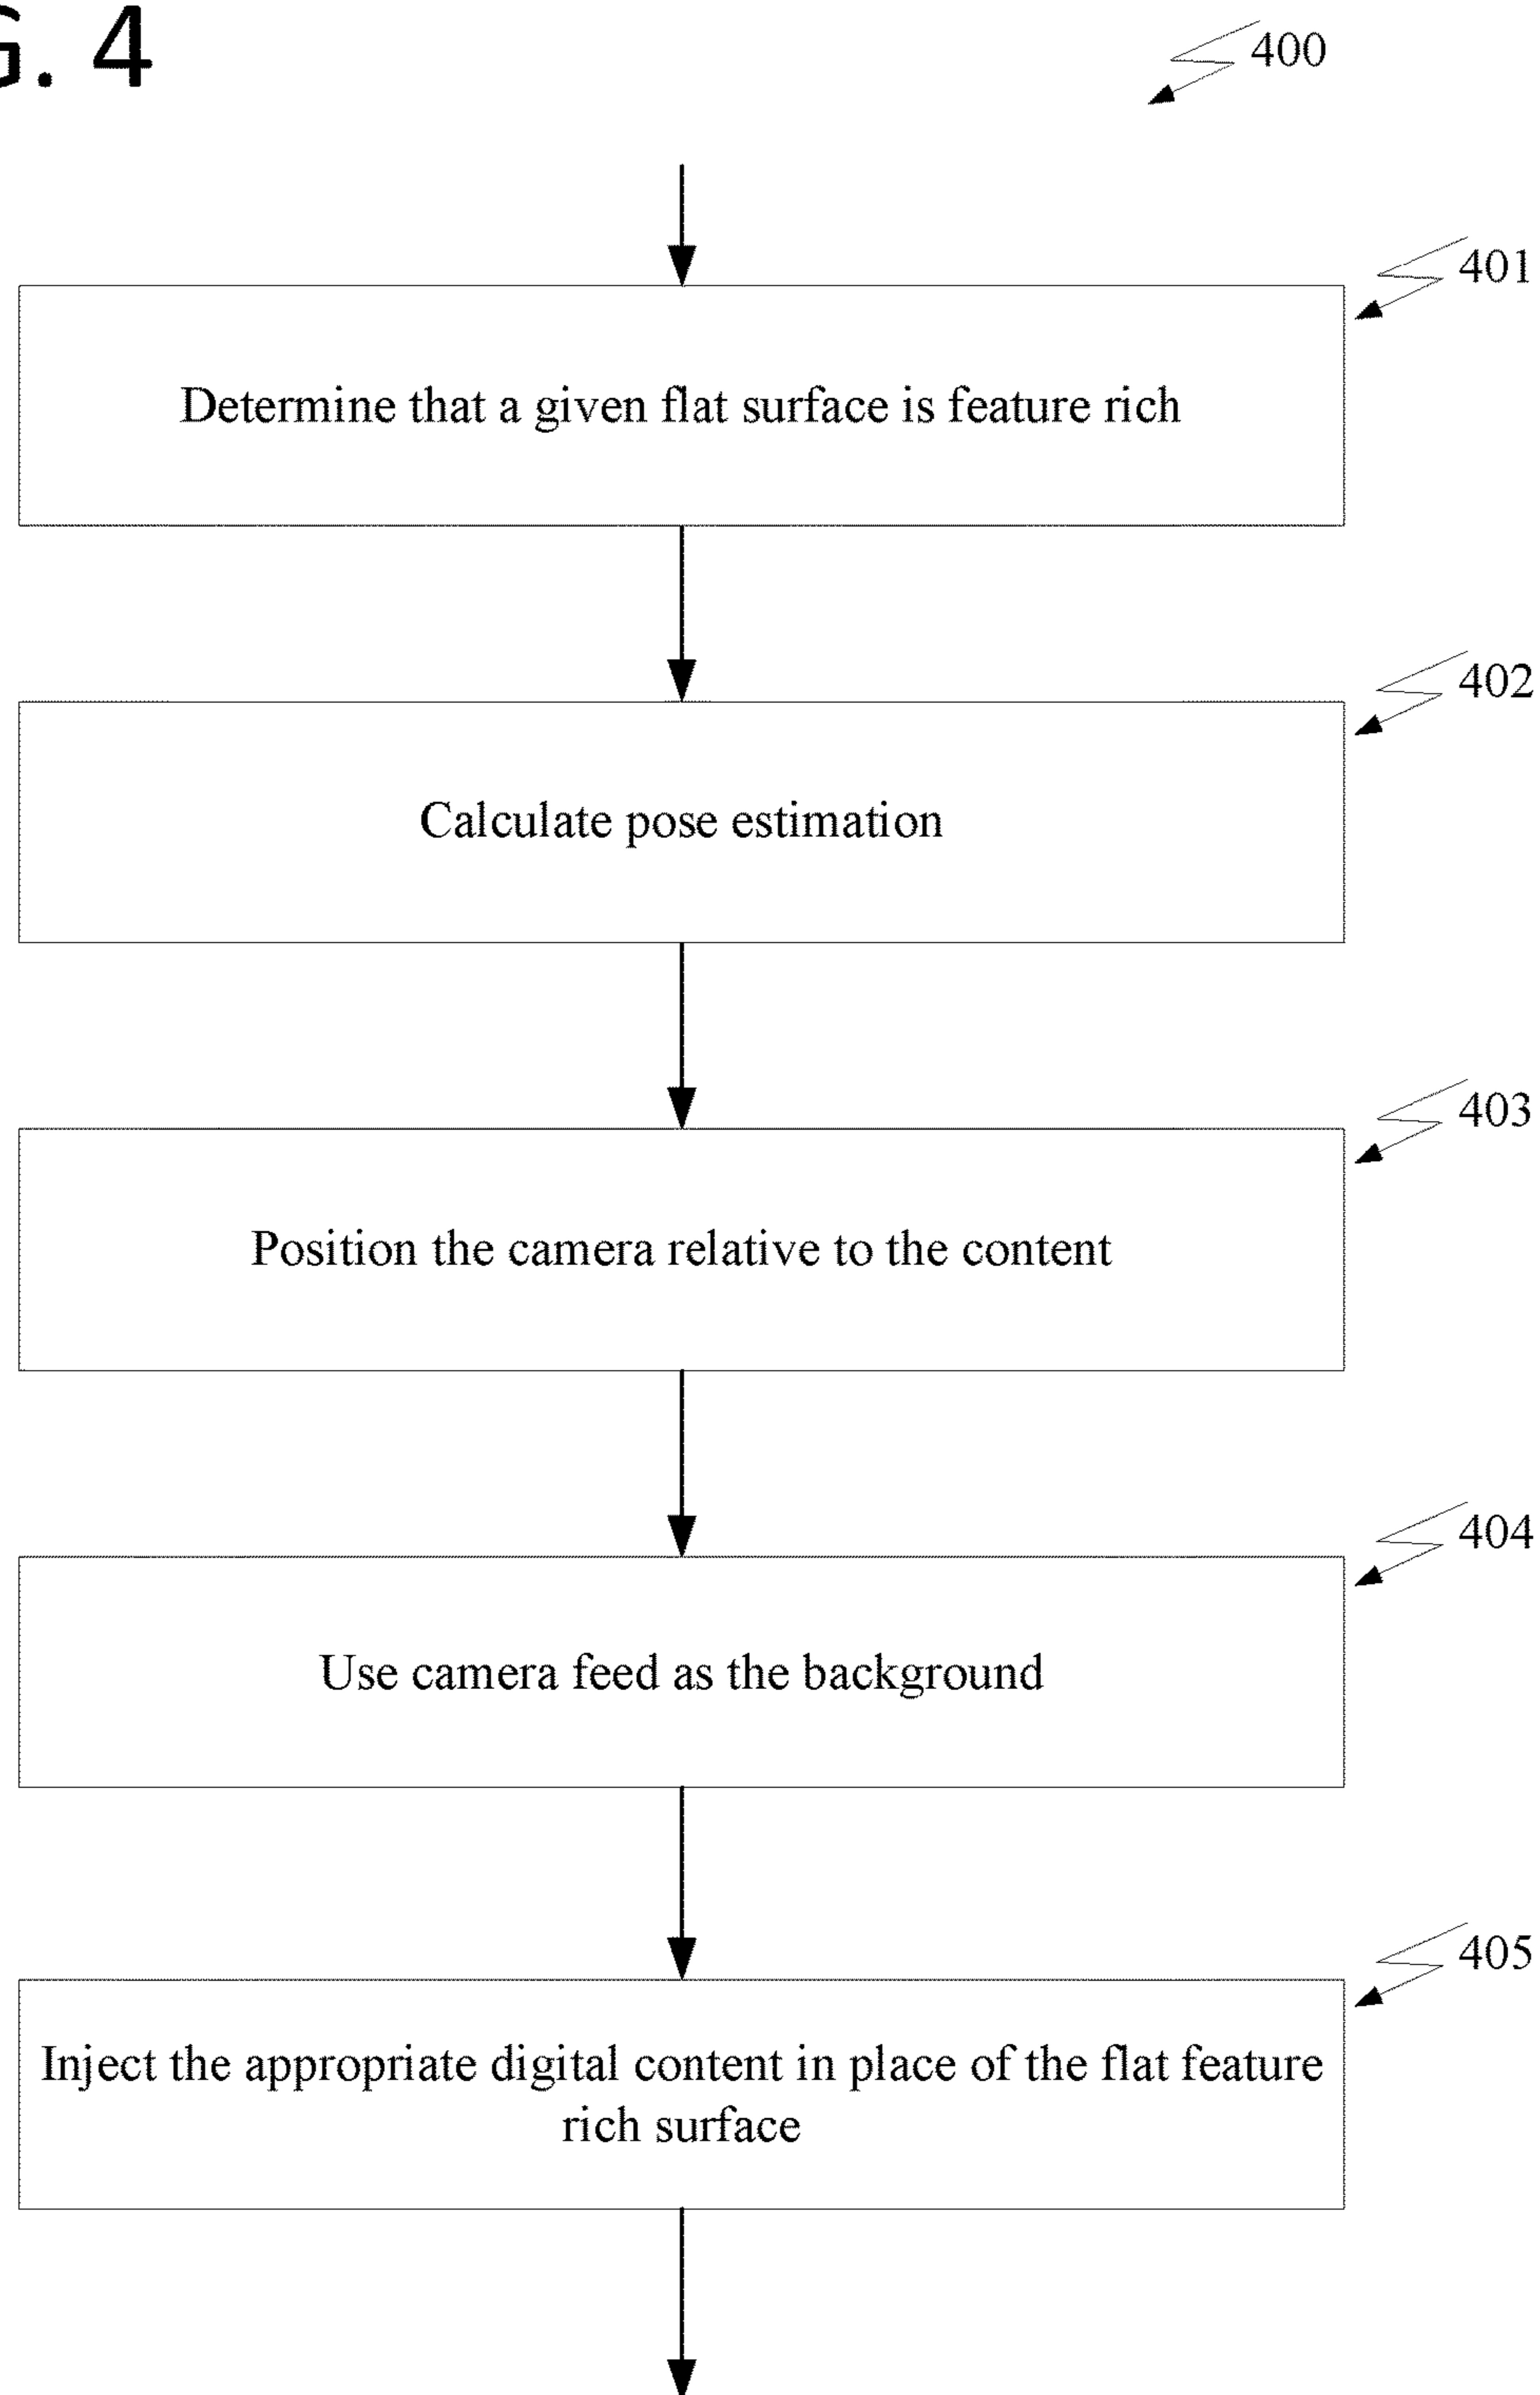 G. 4
400
401
Determine that a given flat surface is feature rich
402
Calculate pose estimation
403
Position the camera relative to the content
404
Use camera feed as the background
405
Inject the appropriate digital content in place of the flat feature
rich surface